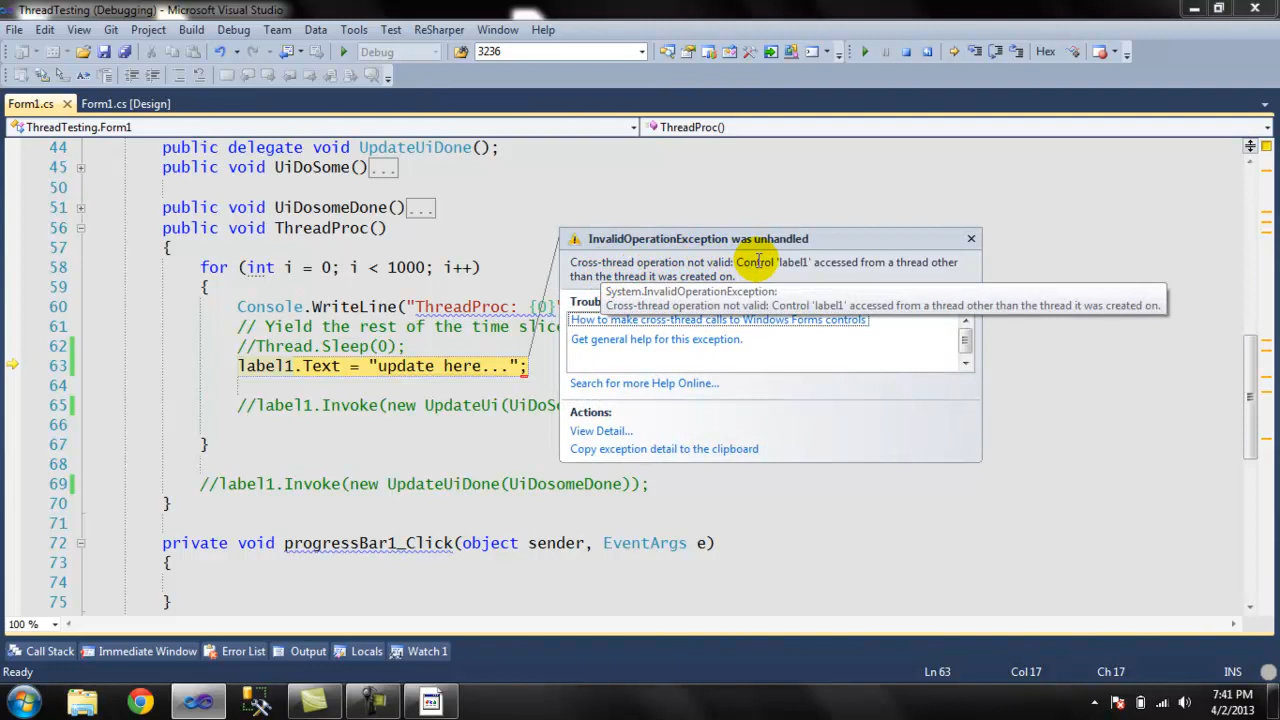 ThreadTesting (Debugging) - Microsoft Visual Studio
File Edit View Git Project Build Debug Team Data Tools Test ReSharper Window Help
Debug 3236 Hex
Form1.cs Form1.cs [Design]
ThreadTesting.Form1 ThreadProc()
44 public delegate void UpdateUiDone();
45 public void UiDoSome()...
50
51 public void UiDosomeDone()...
56 public void ThreadProc()
57 {
58 for (int i = 0; i < 1000; i++)
59 {
60 Console.WriteLine("ThreadProc: {0}"
61 // Yield the rest of the time slic
62 //Thread.Sleep(0);
63 label1.Text = "update here...";
64
65 //label1.Invoke(new UpdateUi(UiDoS
66
67 }
68
69 //label1.Invoke(new UpdateUiDone(UiDosomeDone));
70 }
71
72 private void progressBar1_Click(object sender, EventArgs e)
73 {
74
75 }
InvalidOperationException was unhandled
Cross-thread operation not valid: Control 'label1' accessed from a thread other
than the thread it was created on.
System.InvalidOperationException:
Cross-thread operation not valid: Control 'label1' accessed from a thread other than the thread it was created on.
Troub
How to make cross-thread calls to Windows Forms controls
Get general help for this exception.
Search for more Help Online...
Actions:
View Detail...
Copy exception detail to the clipboard
100 %
Call Stack Immediate Window Error List Output Locals Watch 1
Ready Ln 63 Col 17 Ch 17 INS
7:41 PM
4/2/2013